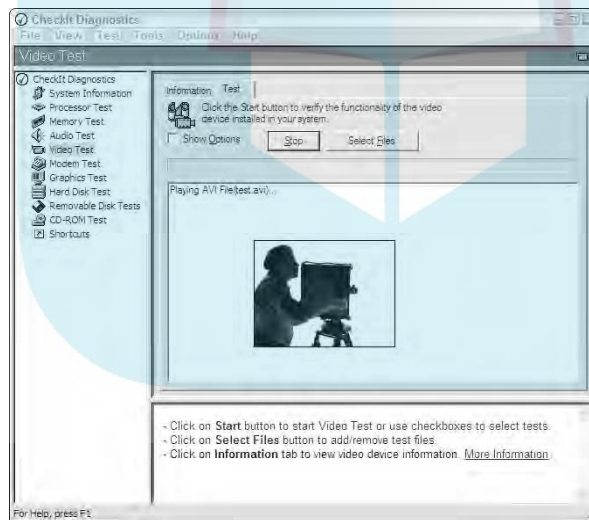 CheckIt Diagnostics
File View Test Tools Options Help
Video Test
CheckIt Diagnostics
System Information
Processor Test
Memory Test
Audio Test
Video Test
Modem Test
Graphics Test
Hard Disk Test
Removable Disk Tests
CD-ROM Test
Shortcuts
Information Test
Click the Start button to verify the functionality of the video
device installed in your system.
Show Options Stop Select Files
Playing AVI File(test.avi)...
- Click on Start button to start Video Test or use checkboxes to select tests.
- Click on Select Files button to add/remove test files.
- Click on Information tab to view video device information. More Information
For Help, press F1